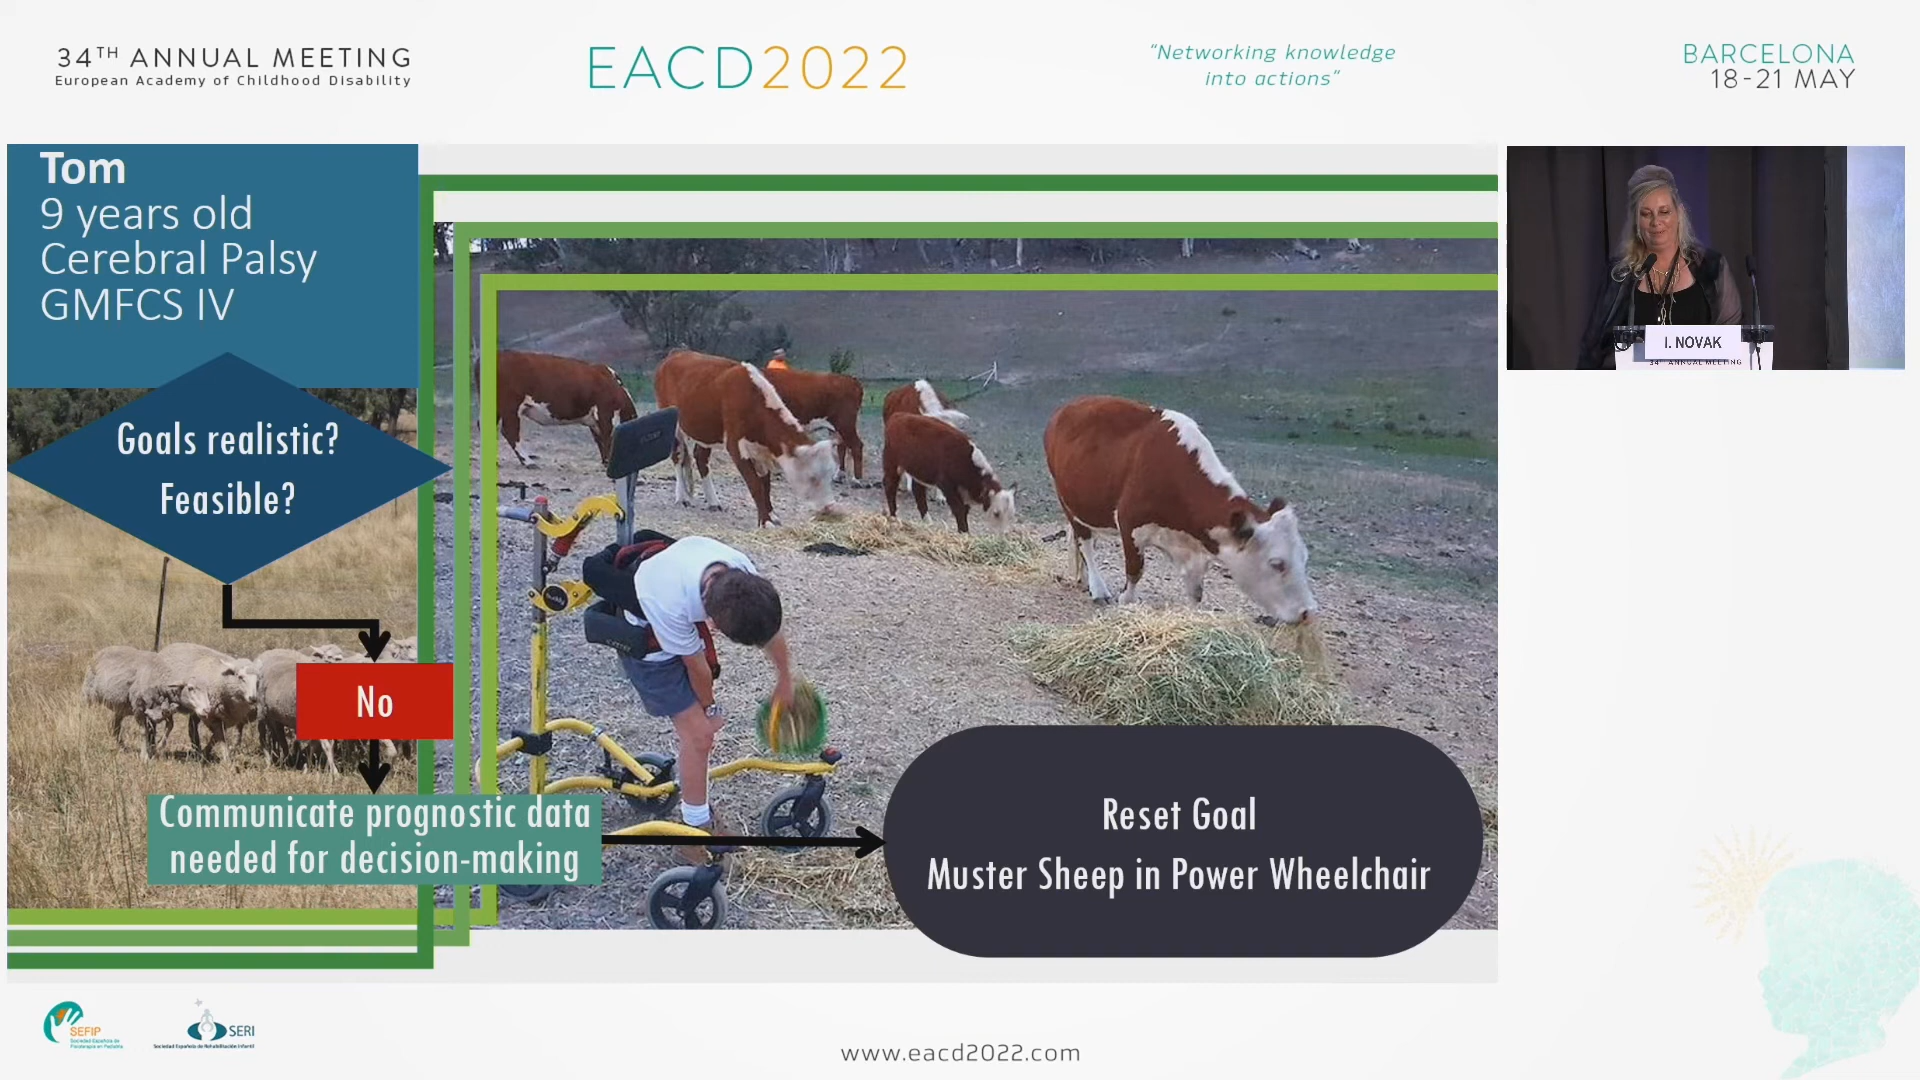 34TH ANNUAL MEETING
European Academy of Childhood Disability
EACD2022
“Networking knowledge
into actions”
BARCELONA
18-21 MAY
Tom
9 years old
Cerebral Palsy
GMFCS IV
Goals realistic?
Feasible?
No
Communicate prognostic data
needed for decision-making
Reset Goal
Muster Sheep in Power Wheelchair
I. NOVAK
34TH ANNUAL MEETING
SEFIP
Sociedad Española de
Fisioterapia en Pediatría
SERI
Sociedad Española de Rehabilitación Infantil
www.eacd2022.com